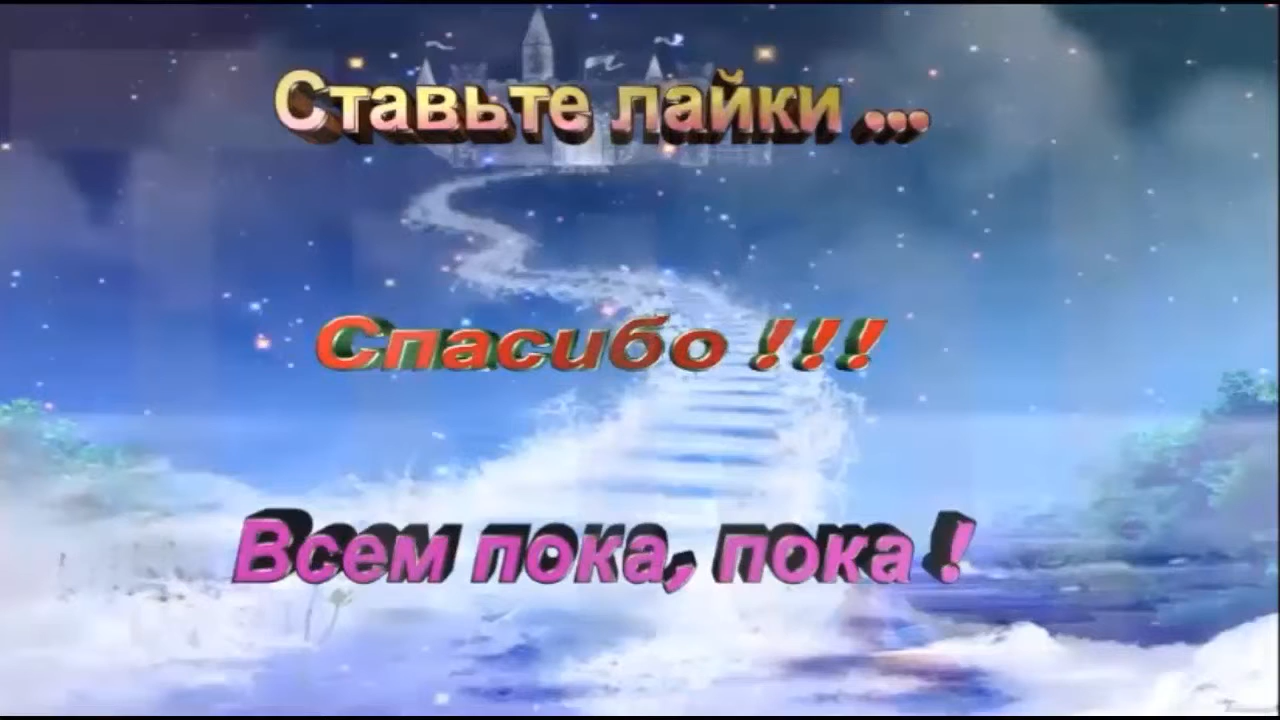 Ставьте лайки ...
Спасибо !!!
Всем пока, пока !